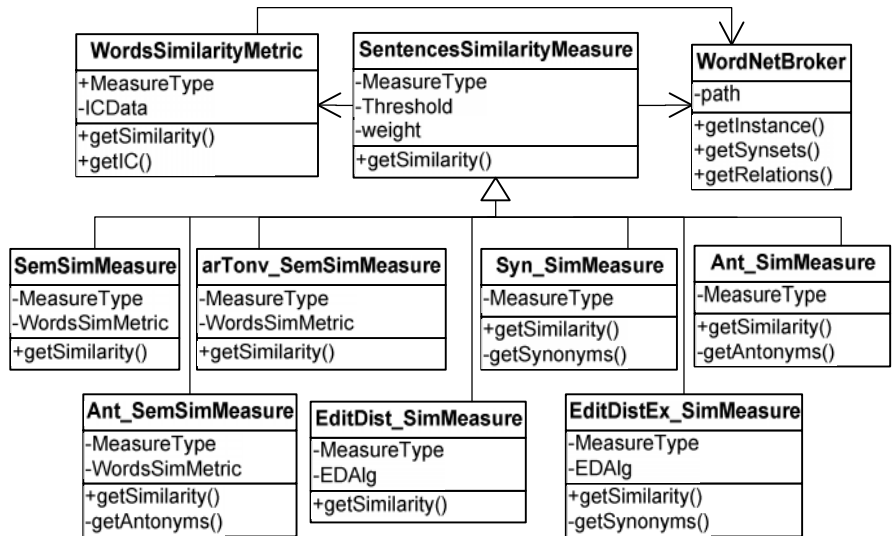 WordsSimilarityMetric
+MeasureType
-ICData
+getSimilarity()
+getIC()
SentencesSimilarityMeasure
-MeasureType
-Threshold
-weight
+getSimilarity()
WordNetBroker
-path
+getInstance()
+getSynsets()
+getRelations()
SemSimMeasure
-MeasureType
-WordsSimMetric
+getSimilarity()
arTonv_SemSimMeasure
-MeasureType
-WordsSimMetric
+getSimilarity()
Syn_SimMeasure
-MeasureType
+getSimilarity()
-getSynonyms()
Ant_SimMeasure
-MeasureType
+getSimilarity()
-getAntonyms()
Ant_SemSimMeasure
-MeasureType
-WordsSimMetric
+getSimilarity()
-getAntonyms()
EditDist_SimMeasure
-MeasureType
-EDAlg
+getSimilarity()
EditDistEx_SimMeasure
-MeasureType
-EDAlg
+getSimilarity()
-getSynonyms()